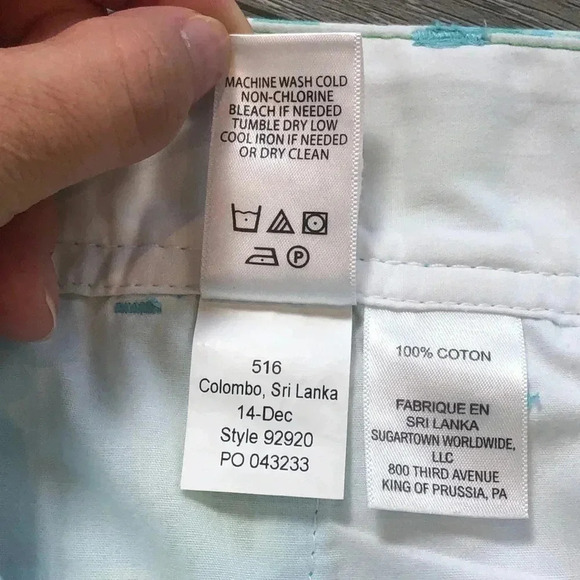 MACHINE WASH COLD
NON-CHLORINE
BLEACH IF NEEDED
TUMBLE DRY LOW
COOL IRON IF NEEDED
OR DRY CLEAN
P
516
Colombo, Sri Lanka
14-Dec
Style 92920
PO 043233
100% COTON
FABRIQUE EN
SRI LANKA
SUGARTOWN WORLDWIDE,
LLC
800 THIRD AVENUE
KING OF PRUSSIA, PA